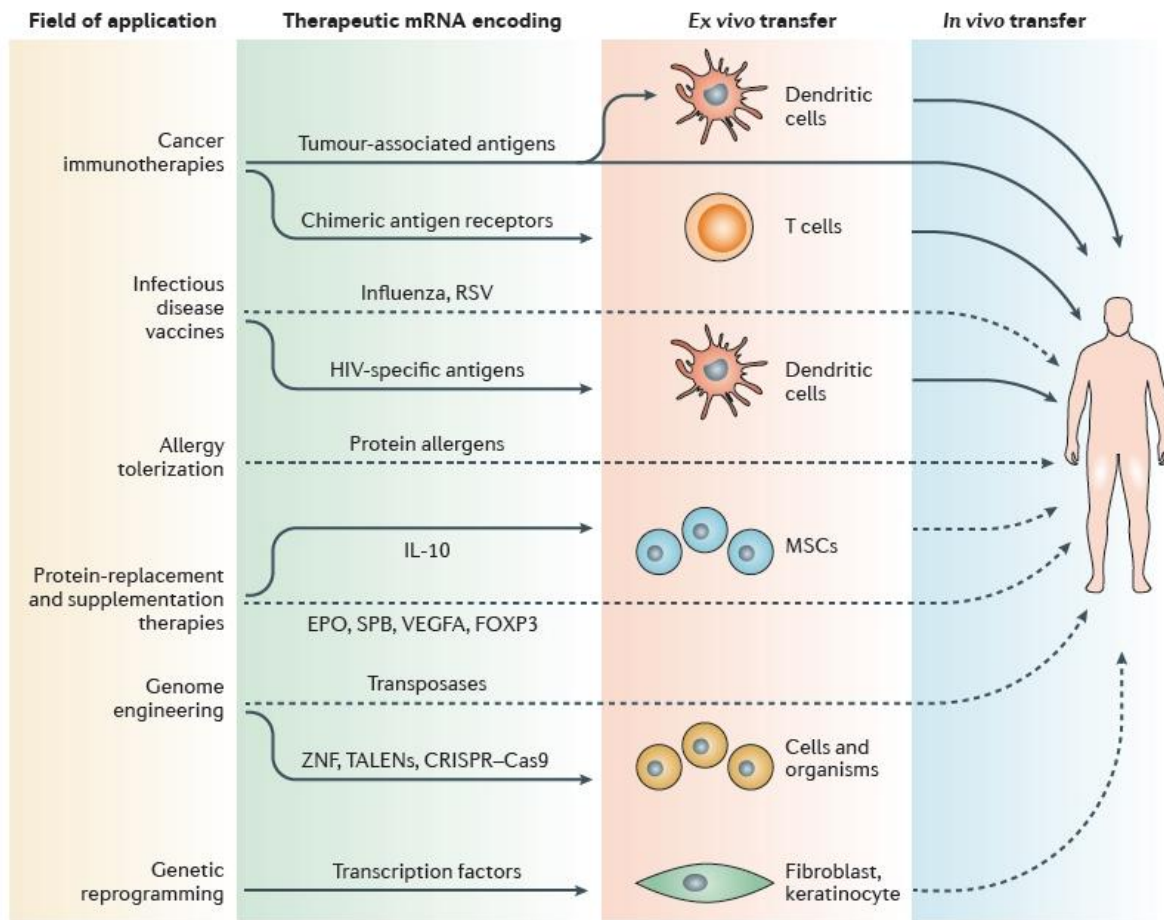 Field of application
Therapeutic mRNA encoding
Ex vivo transfer
In vivo transfer
Cancer
immunotherapies
Tumour-associated antigens
Dendritic
cells
Chimeric antigen receptors
T cells
Infectious
disease
vaccines
Influenza, RSV
HIV-specific antigens
Dendritic
cells
Allergy
tolerization
Protein allergens
Protein-replacement
and supplementation
therapies
IL-10
MSCs
EPO, SPB, VEGFA, FOXP3
Genome
engineering
Transposases
ZNF, TALENs, CRISPR–Cas9
Cells and
organisms
Genetic
reprogramming
Transcription factors
Fibroblast,
keratinocyte